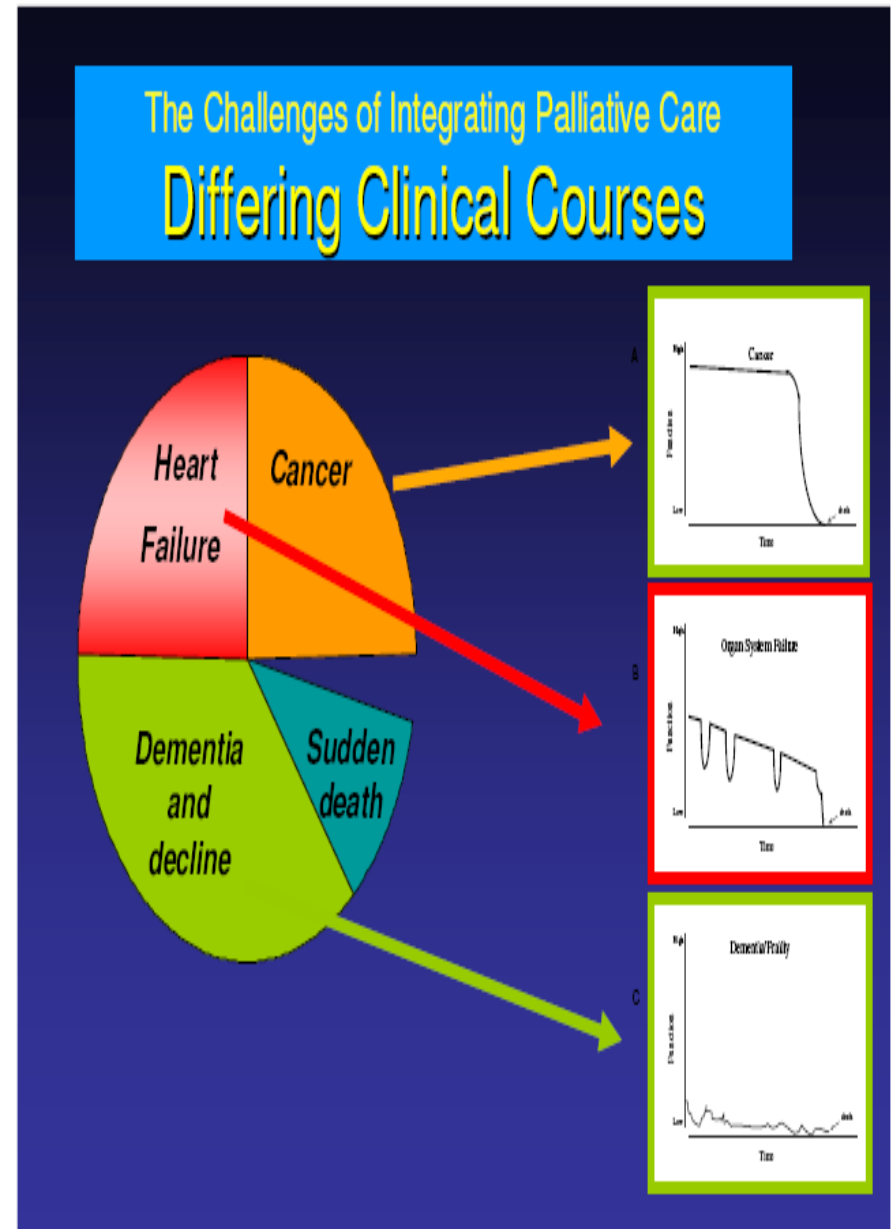 The Challenges of Integrating Palliative Care
Differing Clinical Courses
Heart
Failure
Cancer
Dementia
and
decline
Sudden
death
A
High
Cancer
Function
Low
death
Time
B
High
Organ System Failure
Function
Low
death
Time
C
High
Dementia/Frailty
Function
Low
death
Time